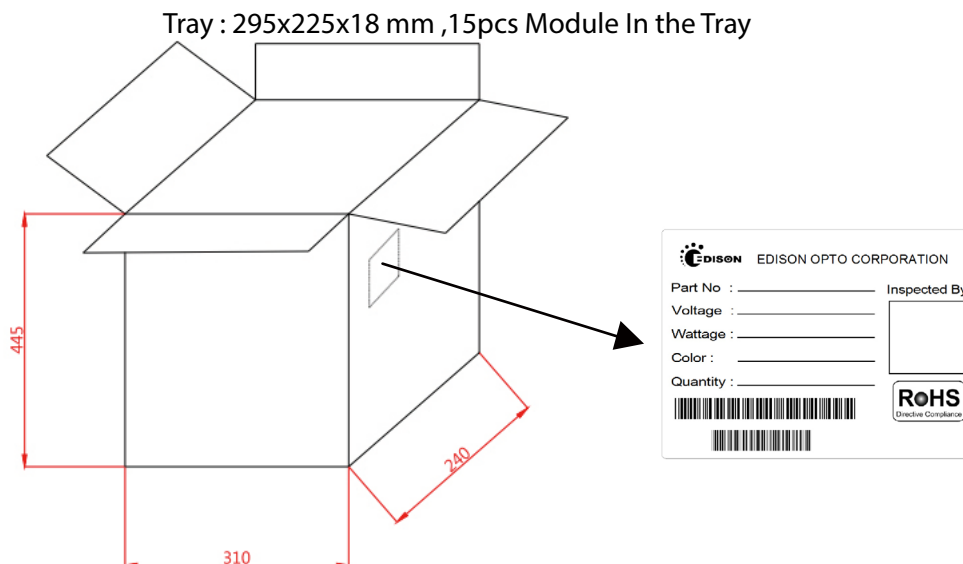 Tray : 295x225x18 mm ,15pcs Module In the Tray
EDISON EDISON OPTO CORPORATION
Part No :
Inspected By
Voltage :
Wattage :
Color :
Quantity :
RoHS
Directive Compliance
445
240
310